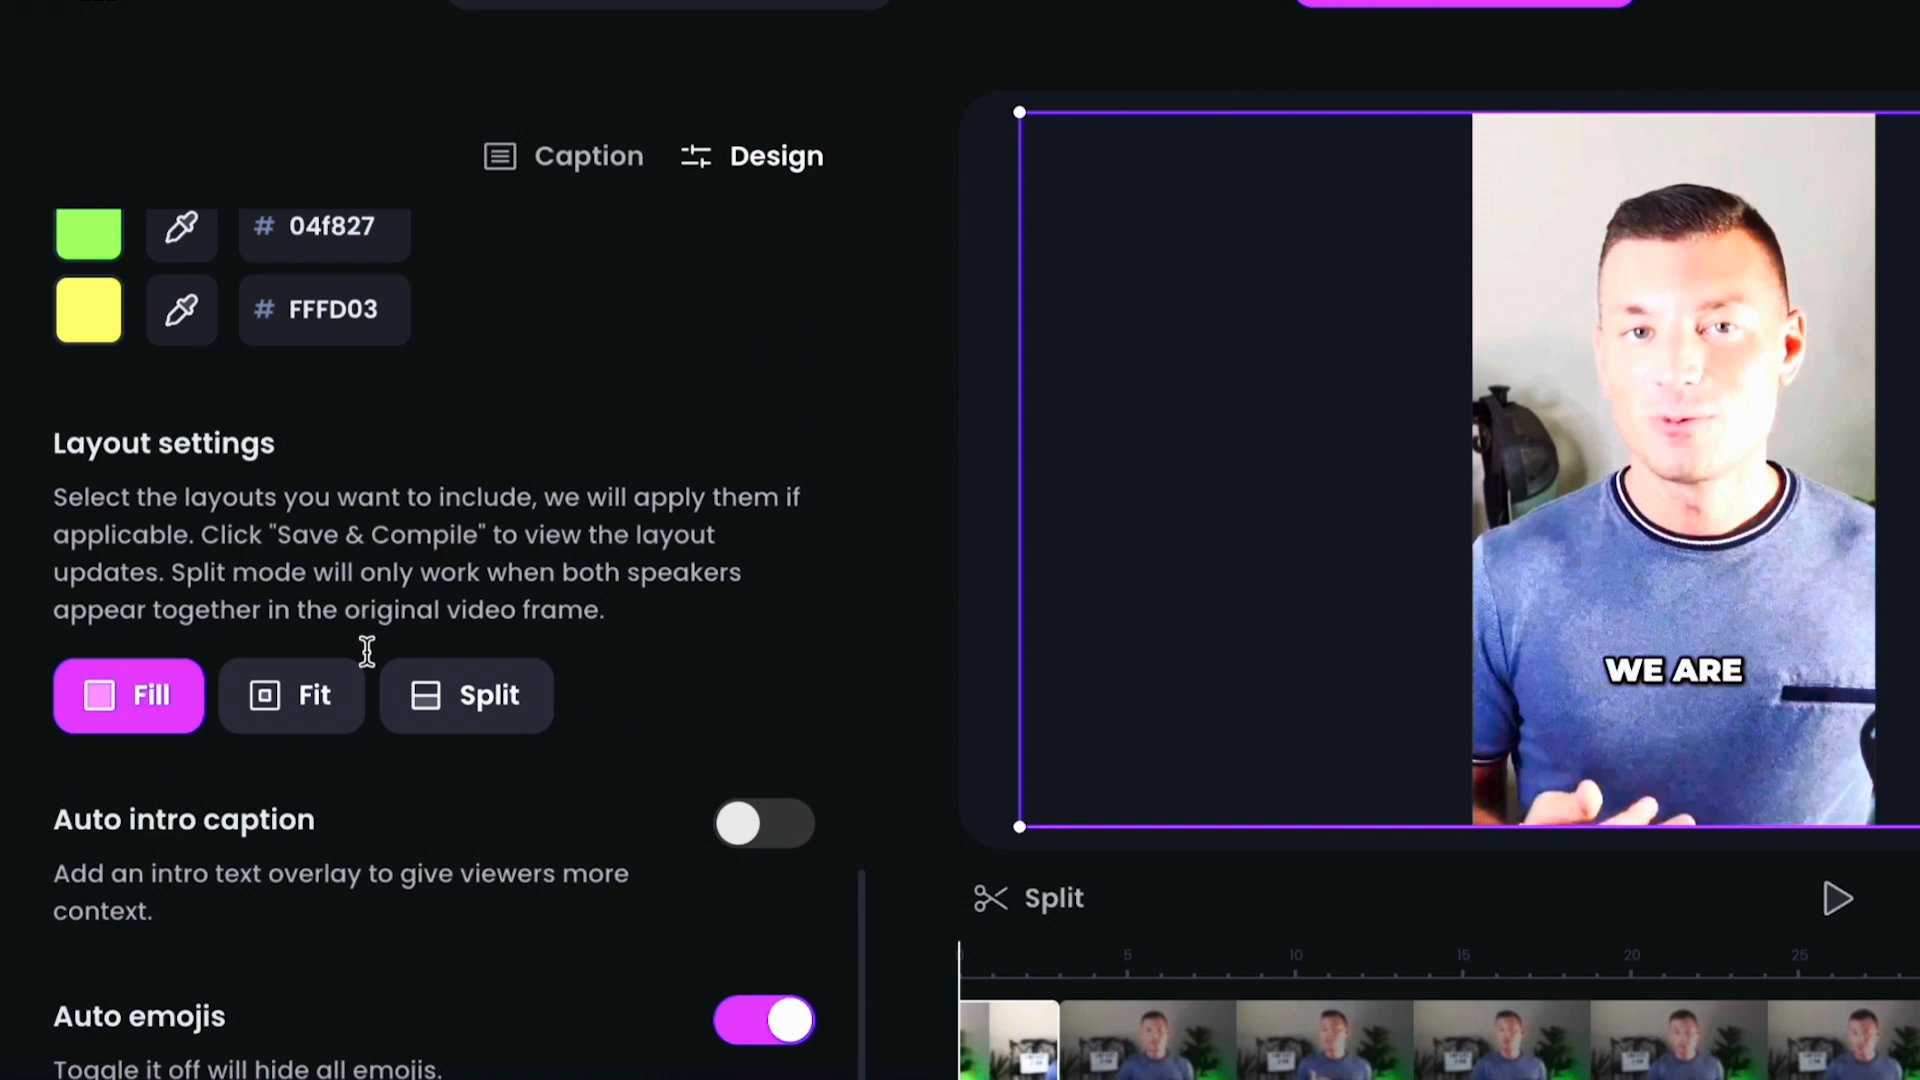 Caption Design
# 04f827
# FFFD03
Layout settings
Select the layouts you want to include, we will apply them if
applicable. Click "Save & Compile" to view the layout
updates. Split mode will only work when both speakers
appear together in the original video frame.
Fill Fit Split
Auto intro caption
Add an intro text overlay to give viewers more
context.
Auto emojis
Toggle it off will hide all emojis.
WE ARE
Split
5 10 15 20 25